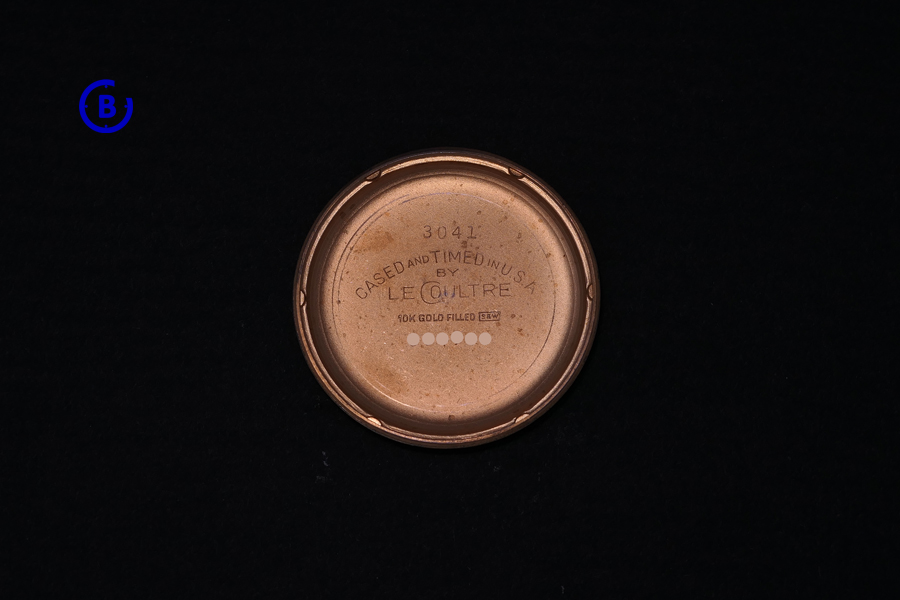 B
3041
CASED AND TIMED IN U.S.A.
BY
LECOULTRE
10K GOLD FILLED